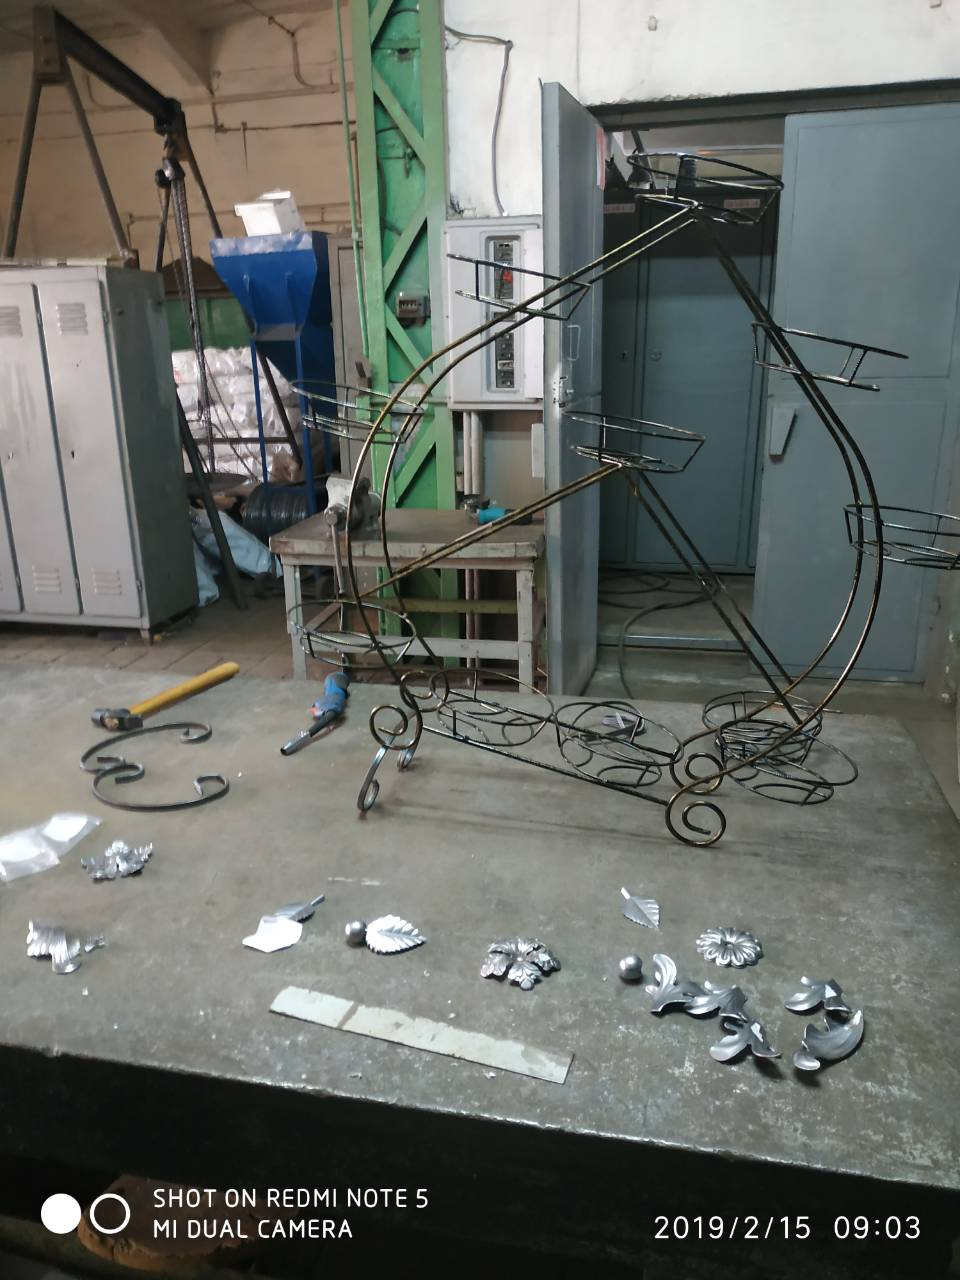 SHOT ON REDMI NOTE 5
MI DUAL CAMERA
2019/2/15 09:03